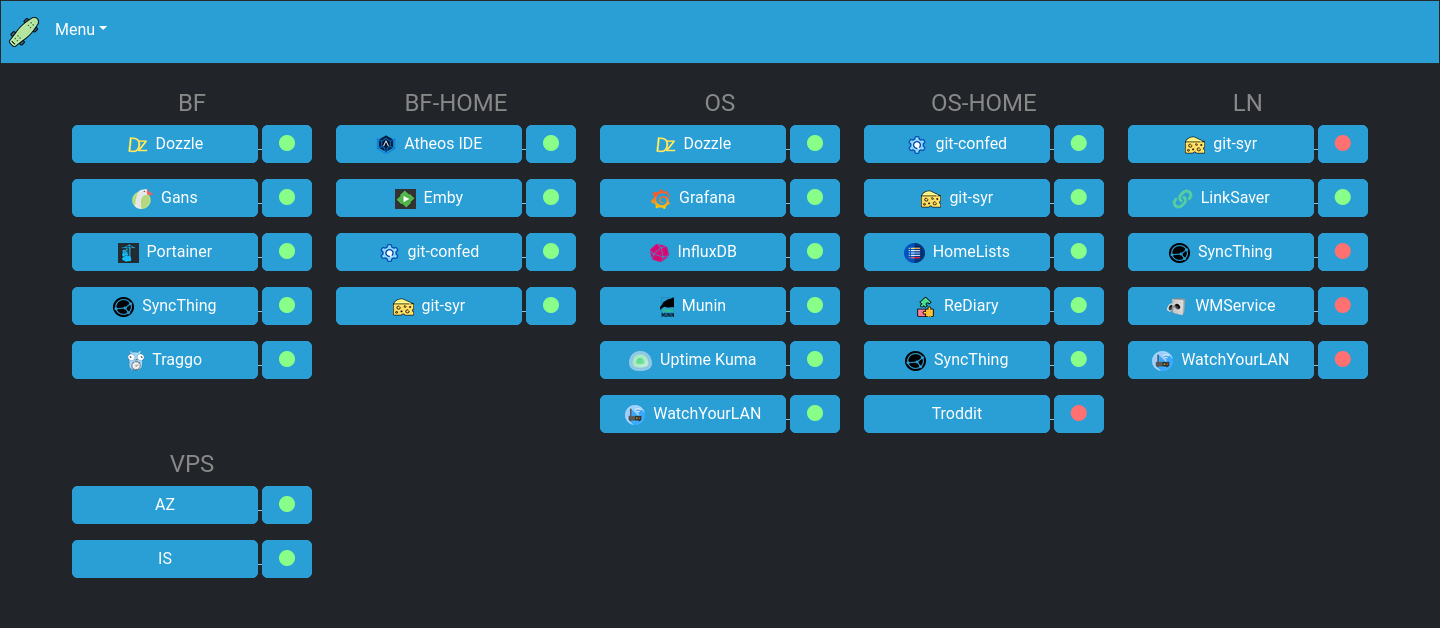 Menu
BF
Dozzle
Gans
Portainer
SyncThing
Traggo
BF-HOME
Atheos IDE
Emby
git-confed
git-syr
OS
Dozzle
Grafana
InfluxDB
Munin
Uptime Kuma
WatchYourLAN
OS-HOME
git-confed
git-syr
HomeLists
ReDiary
SyncThing
Troddit
LN
git-syr
LinkSaver
SyncThing
WMService
WatchYourLAN
VPS
AZ
IS